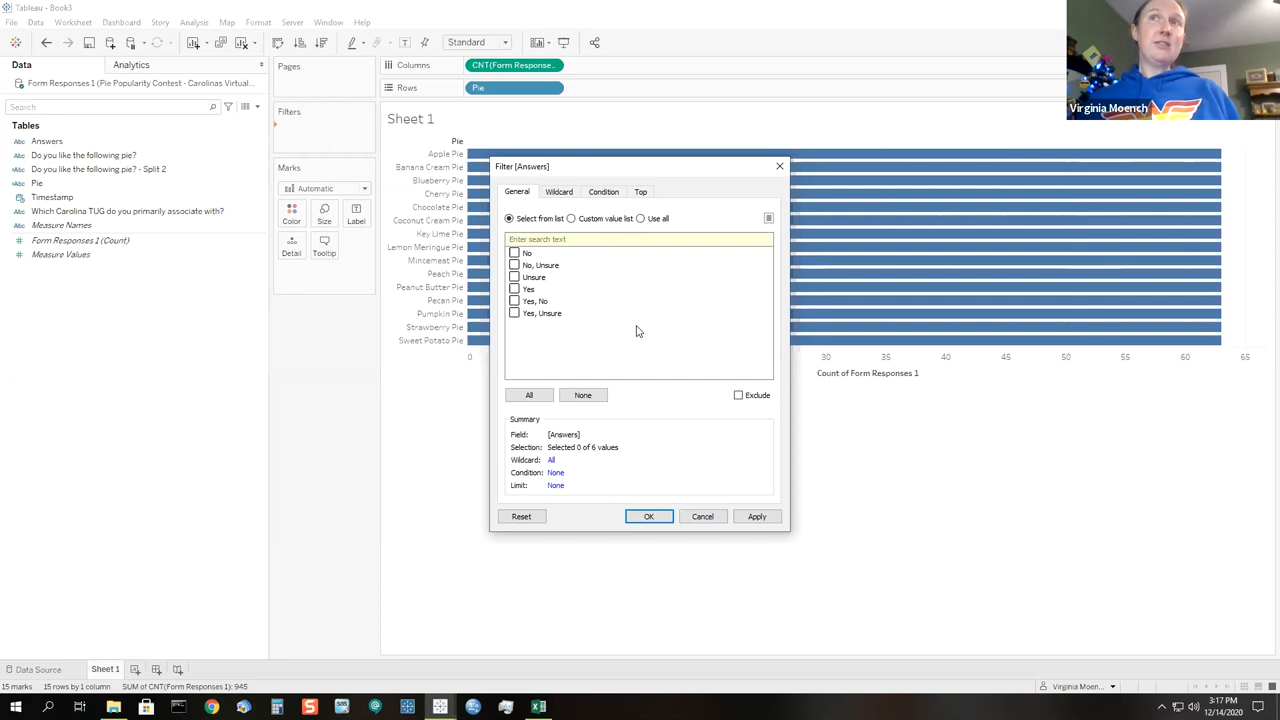 Tableau - Book3
File Data Worksheet Dashboard Story Analysis Map Format Server Window Help
Standard
Data Analytics
Form Responses 1 (Pie Popularity Contest - Carolinas Virtual...
Search
Tables
Abc Answers
Abc Do you like the following pie?
Abc Do you like the following pie? - Split 2
Abc Pie
Timestamp
Abc Which Carolina TUG do you primarily associate with?
Abc Measure Names
# Form Responses 1 (Count)
# Measure Values
Pages
Filters
Marks
Automatic
Color Size Label
Detail Tooltip
Columns CNT(Form Response..
Rows Pie
Sheet 1
Pie
Apple Pie
Banana Cream Pie
Blueberry Pie
Cherry Pie
Chocolate Pie
Coconut Cream Pie
Key Lime Pie
Lemon Meringue Pie
Mincemeat Pie
Peach Pie
Peanut Butter Pie
Pecan Pie
Pumpkin Pie
Strawberry Pie
Sweet Potato Pie
0 30 35 40 45 50 55 60 65
Count of Form Responses 1
Filter [Answers]
General Wildcard Condition Top
Select from list Custom value list Use all
Enter search text
No
No, Unsure
Unsure
Yes
Yes, No
Yes, Unsure
All None Exclude
Summary
Field: [Answers]
Selection: Selected 0 of 6 values
Wildcard: All
Condition: None
Limit: None
Reset OK Cancel Apply
Virginia Moench
Data Source Sheet 1
15 marks 15 rows by 1 column SUM of CNT(Form Responses 1): 945
Virginia Moen...
3:17 PM
12/14/2020